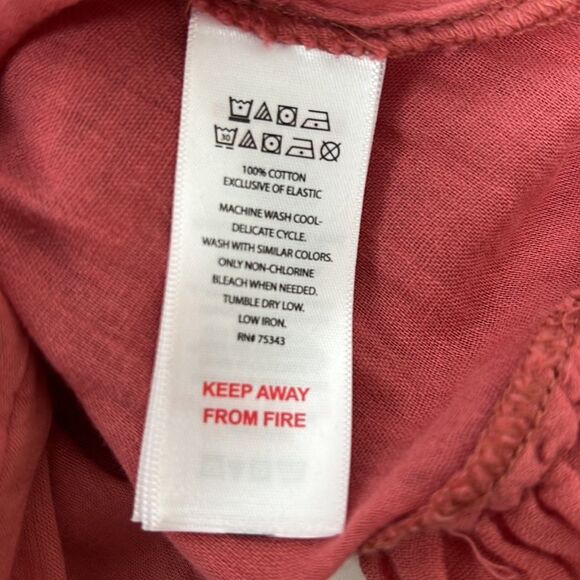 30
100% COTTON
EXCLUSIVE OF ELASTIC
MACHINE WASH COOL-
DELICATE CYCLE.
WASH WITH SIMILAR COLORS.
ONLY NON-CHLORINE
BLEACH WHEN NEEDED.
TUMBLE DRY LOW.
LOW IRON.
RN# 75343
KEEP AWAY
FROM FIRE